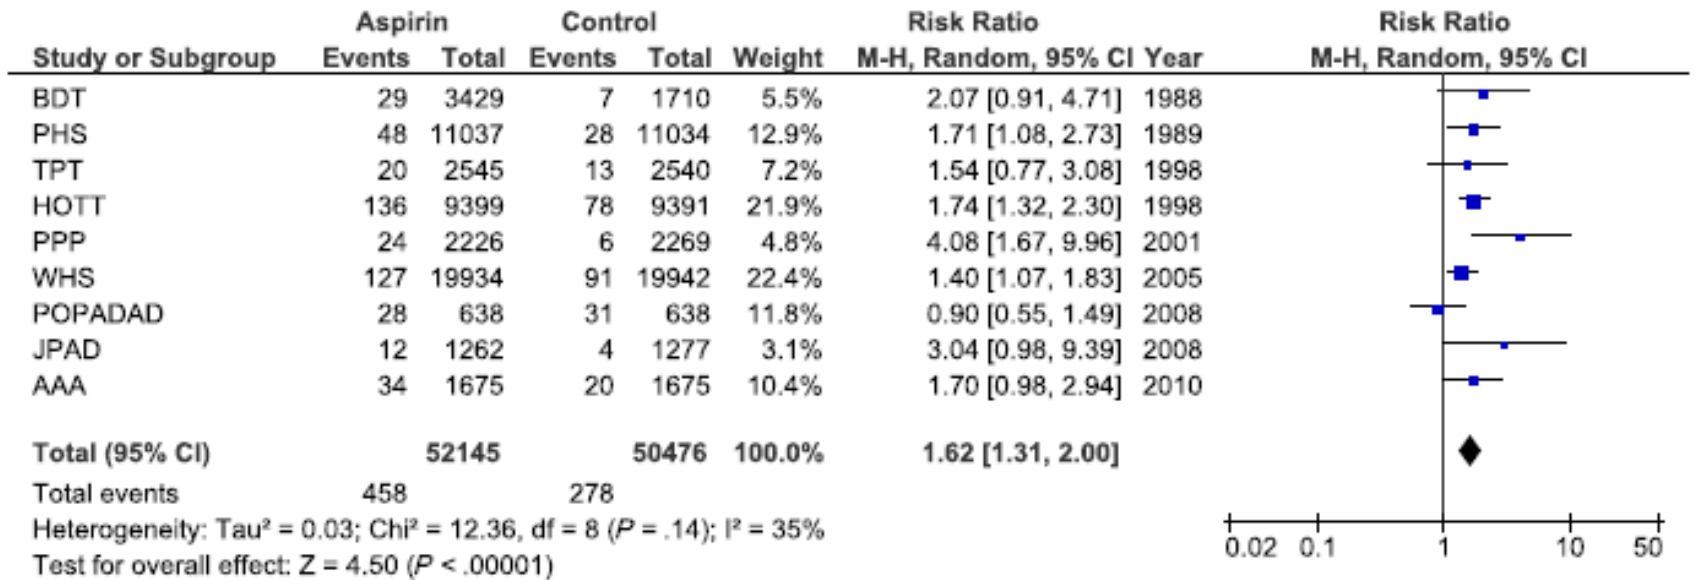 Aspirin Control Risk Ratio Risk Ratio
Study or Subgroup Events Total Events Total Weight M-H, Random, 95% CI Year M-H, Random, 95% CI
BDT 29 3429 7 1710 5.5% 2.07 [0.91, 4.71] 1988
PHS 48 11037 28 11034 12.9% 1.71 [1.08, 2.73] 1989
TPT 20 2545 13 2540 7.2% 1.54 [0.77, 3.08] 1998
HOTT 136 9399 78 9391 21.9% 1.74 [1.32, 2.30] 1998
PPP 24 2226 6 2269 4.8% 4.08 [1.67, 9.96] 2001
WHS 127 19934 91 19942 22.4% 1.40 [1.07, 1.83] 2005
POPADAD 28 638 31 638 11.8% 0.90 [0.55, 1.49] 2008
JPAD 12 1262 4 1277 3.1% 3.04 [0.98, 9.39] 2008
AAA 34 1675 20 1675 10.4% 1.70 [0.98, 2.94] 2010
Total (95% CI) 52145 50476 100.0% 1.62 [1.31, 2.00]
Total events 458 278
Heterogeneity: Tau² = 0.03; Chi² = 12.36, df = 8 (P = .14); I² = 35%
Test for overall effect: Z = 4.50 (P < .00001)
0.02 0.1 1 10 50